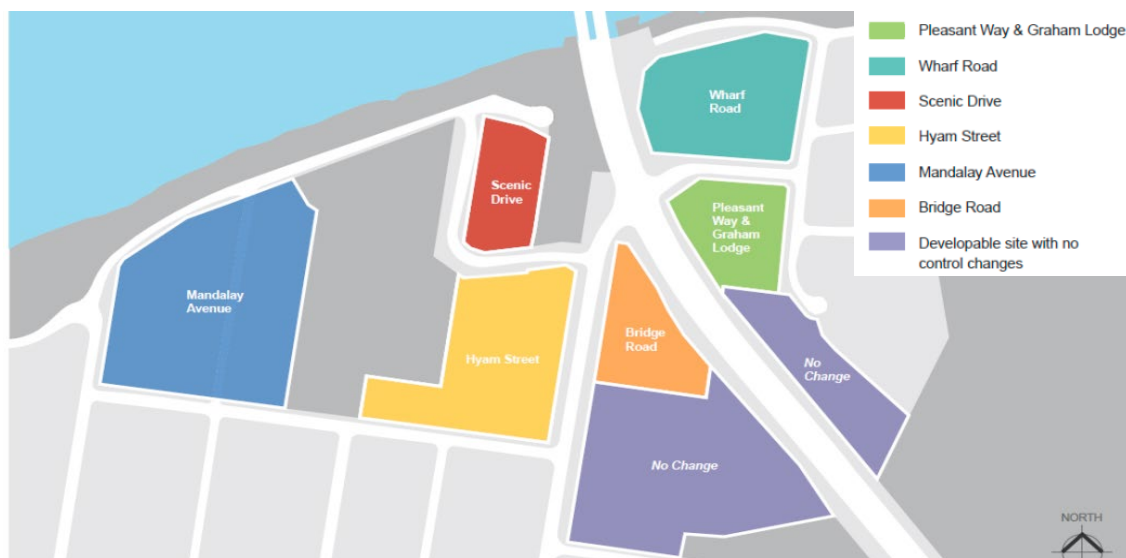 Wharf
Road
Scenic
Drive
Pleasant
Way &
Graham
Lodge
Mandalay
Avenue
Bridge
Road
Hyam Street
No
Change
No Change
Pleasant Way & Graham Lodge
Wharf Road
Scenic Drive
Hyam Street
Mandalay Avenue
Bridge Road
Developable site with no
control changes
NORTH